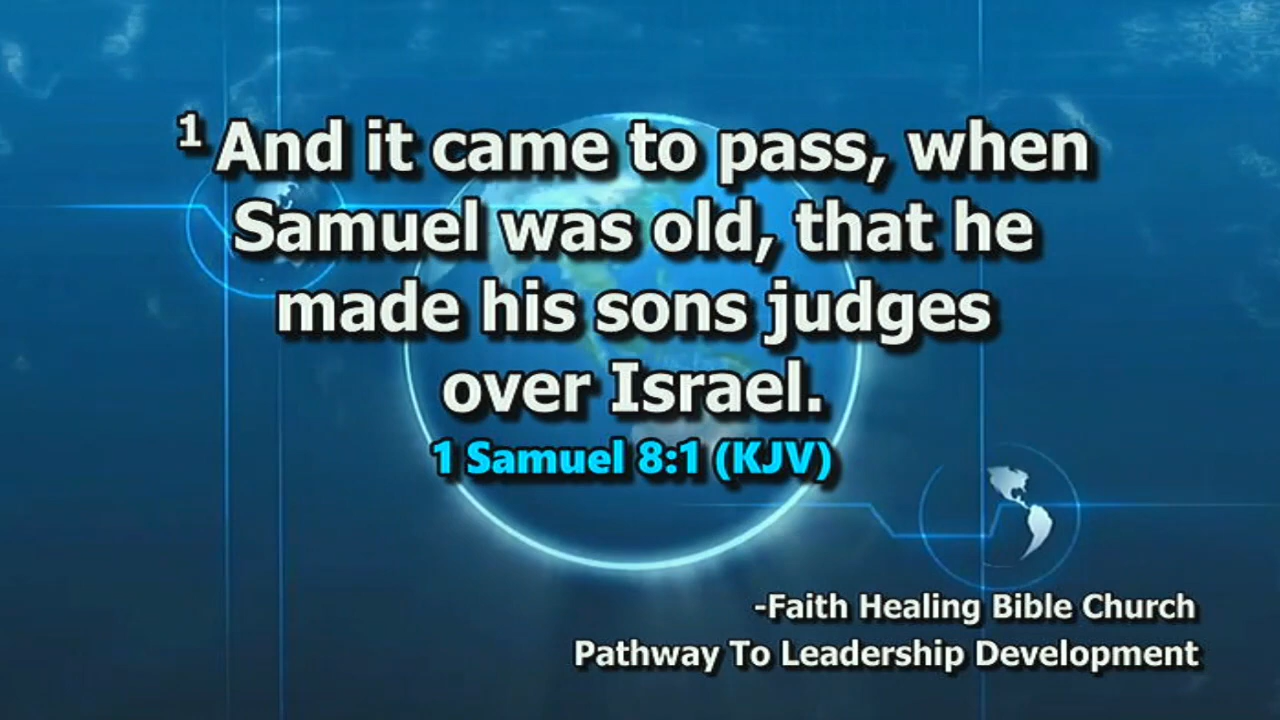 1 And it came to pass, when
Samuel was old, that he
made his sons judges
over Israel.
1 Samuel 8:1 (KJV)
-Faith Healing Bible Church
Pathway To Leadership Development